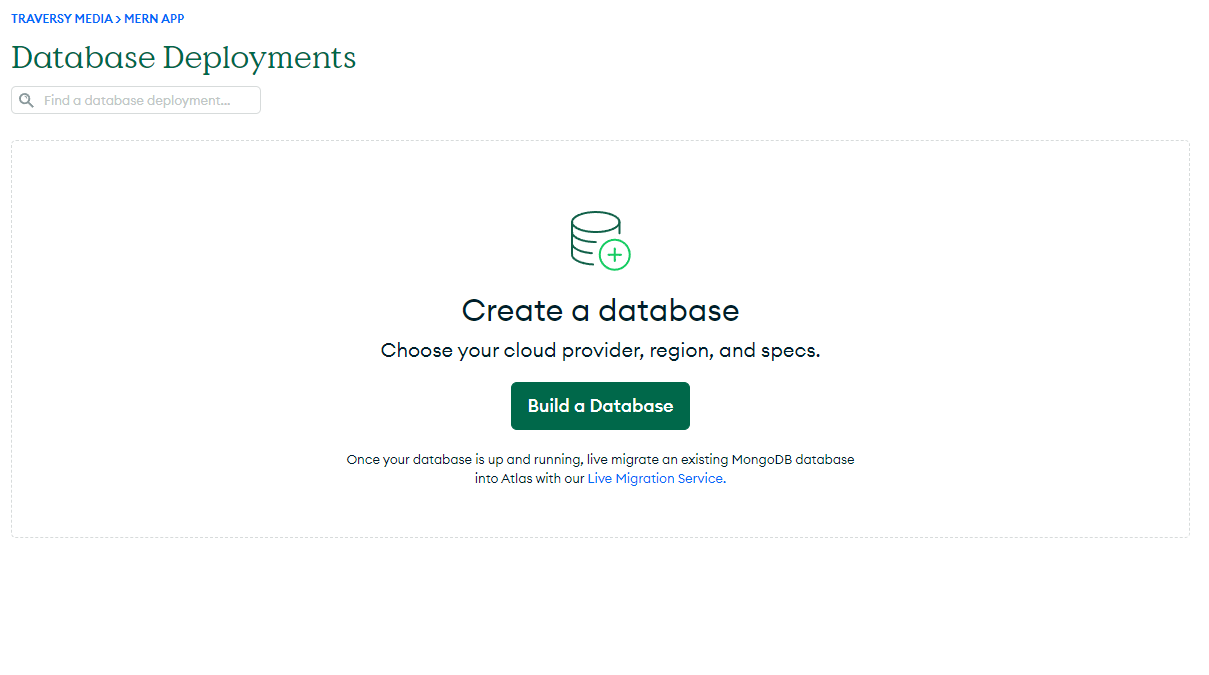 TRAVERSY MEDIA > MERN APP
Database Deployments
Find a database deployment...
Create a database
Choose your cloud provider, region, and specs.
Build a Database
Once your database is up and running, live migrate an existing MongoDB database
into Atlas with our Live Migration Service.